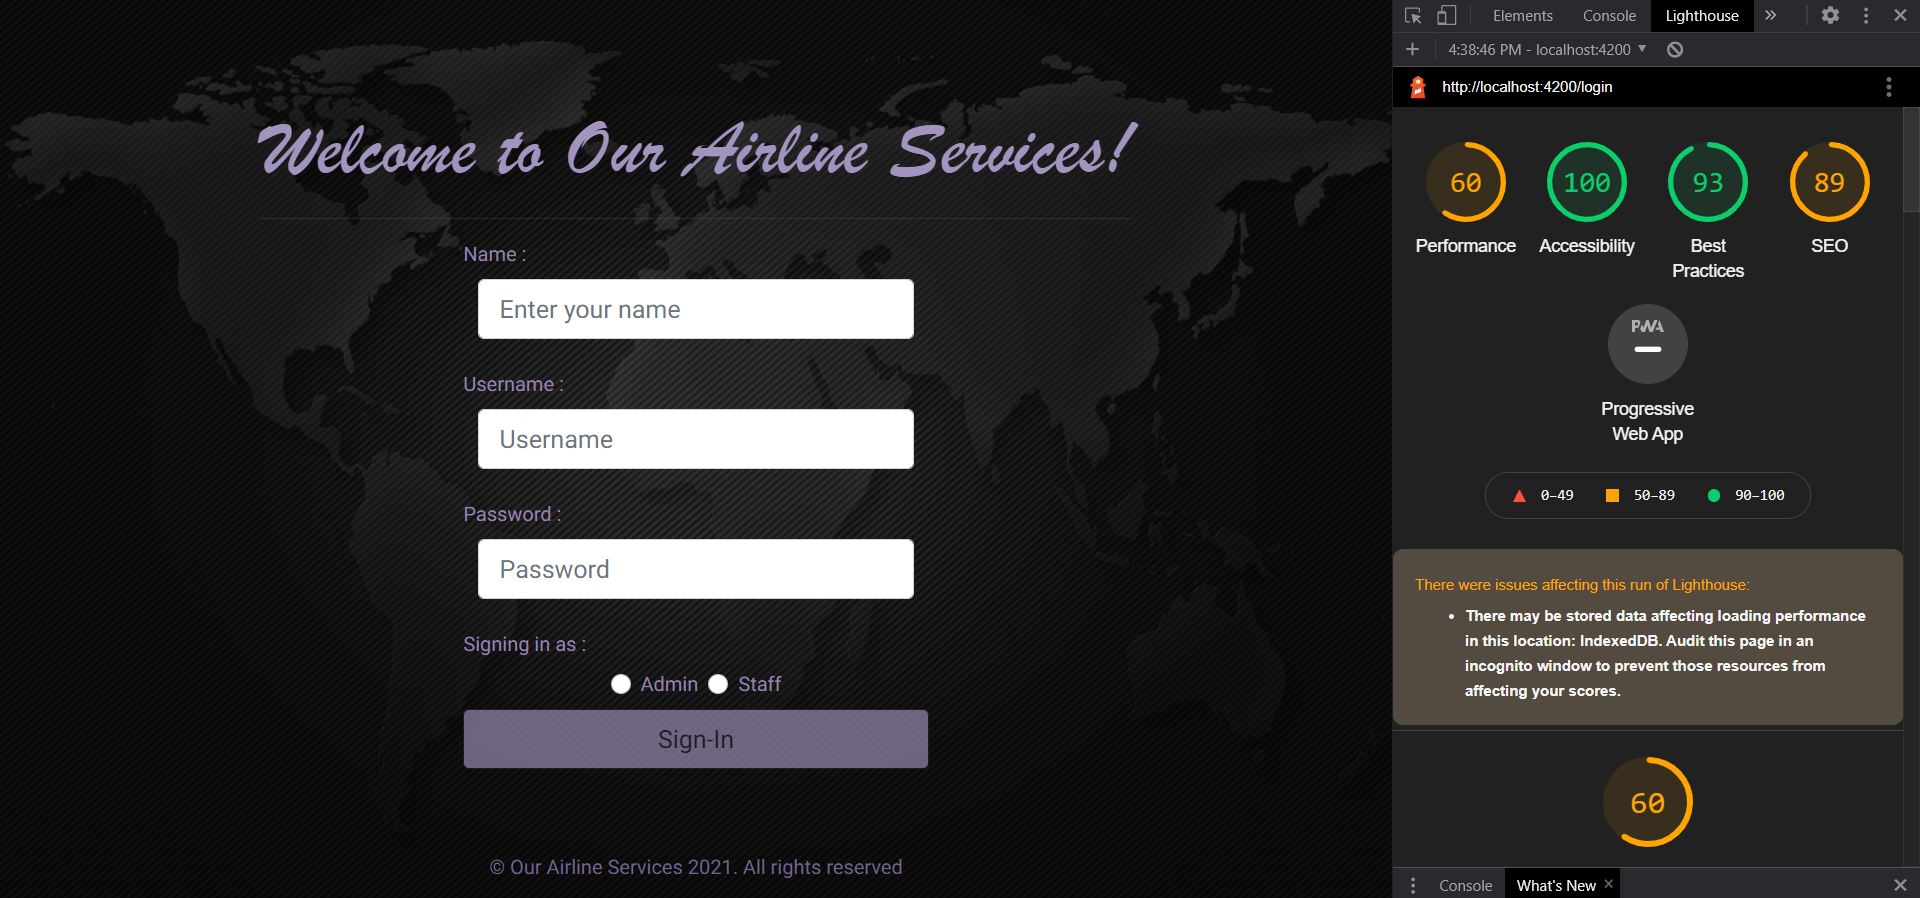 Welcome to Our Airline Services!
Name :
Enter your name
Username :
Username
Password :
Password
Signing in as :
Admin Staff
Sign-In
© Our Airline Services 2021. All rights reserved
Elements Console Lighthouse »
4:38:46 PM - localhost:4200
http://localhost:4200/login
60 100 93 89
Performance Accessibility Best Practices SEO
PWA
Progressive
Web App
0–49 50–89 90–100
There were issues affecting this run of Lighthouse:
• There may be stored data affecting loading performance
in this location: IndexedDB. Audit this page in an
incognito window to prevent those resources from
affecting your scores.
60
Console What's New